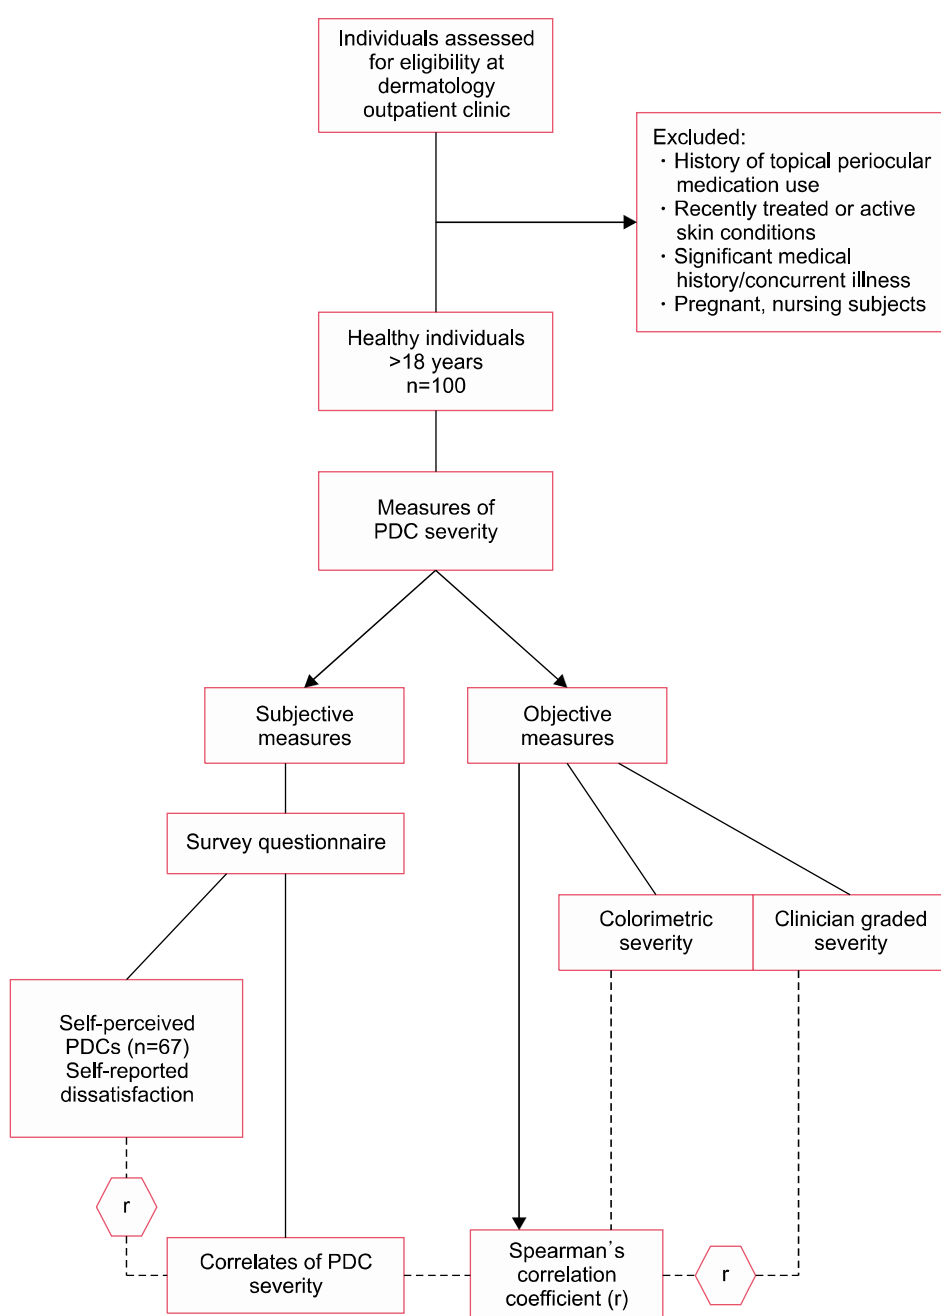 Individuals assessed
for eligibility at
dermatology
outpatient clinic
Excluded:
· History of topical periocular
medication use
· Recently treated or active
skin conditions
· Significant medical
history/concurrent illness
· Pregnant, nursing subjects
Healthy individuals
>18 years
n=100
Measures of
PDC severity
Subjective
measures
Objective
measures
Survey questionnaire
Colorimetric
severity
Clinician graded
severity
Self-perceived
PDCs (n=67)
Self-reported
dissatisfaction
r
Correlates of PDC
severity
Spearman's
correlation
coefficient (r)
r